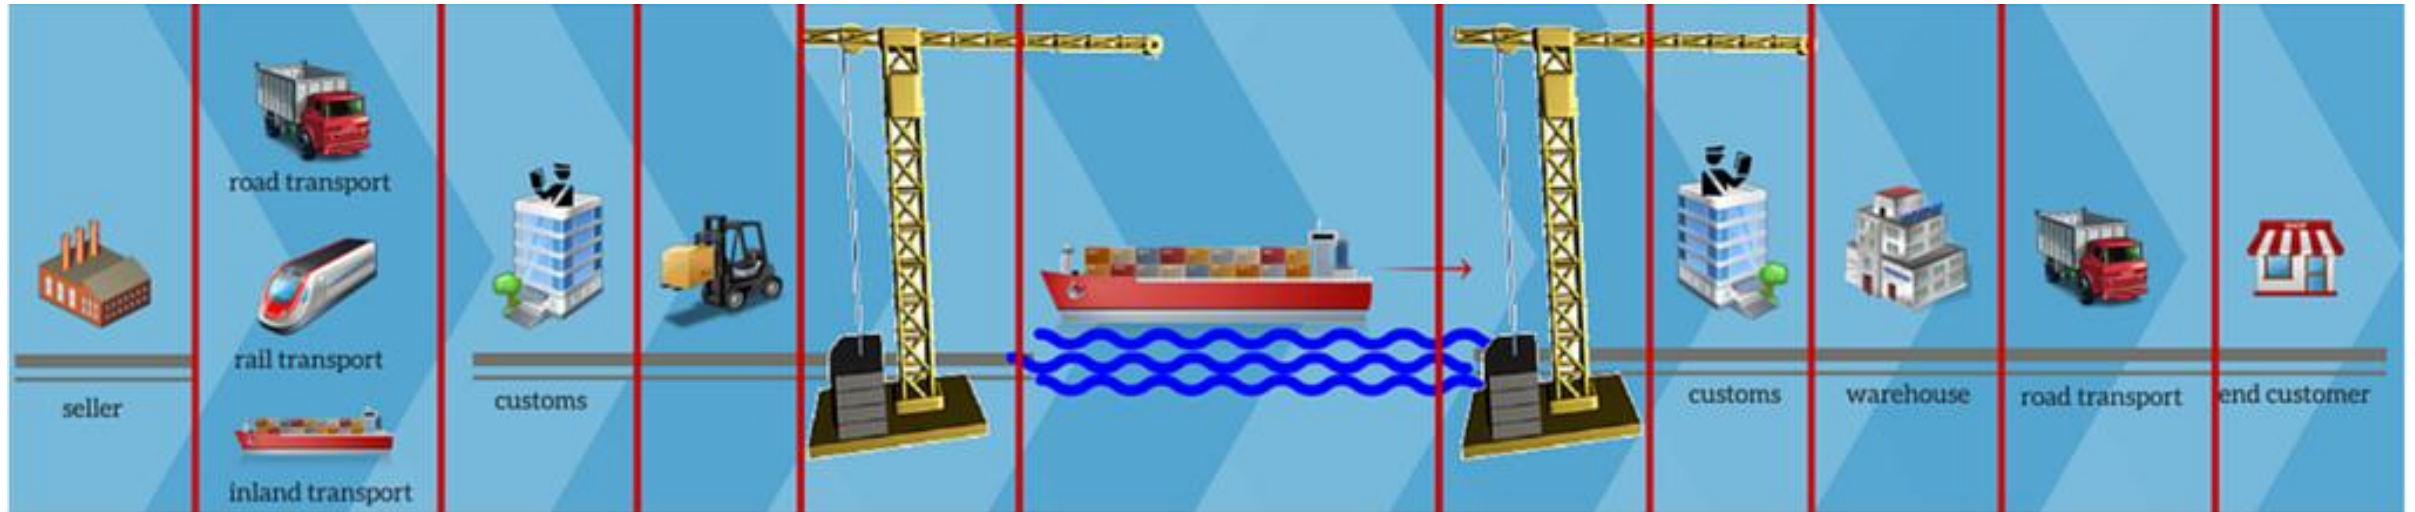 seller
road transport
rail transport
inland transport
customs
customs
warehouse
road transport
end customer